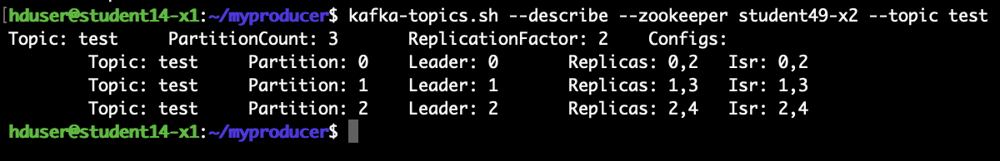 [hduser@student14-x1:~/myproducer$ kafka-topics.sh --describe --zookeeper student49-x2 --topic test
Topic: test PartitionCount: 3 ReplicationFactor: 2 Configs:
Topic: test Partition: 0 Leader: 0 Replicas: 0,2 Isr: 0,2
Topic: test Partition: 1 Leader: 1 Replicas: 1,3 Isr: 1,3
Topic: test Partition: 2 Leader: 2 Replicas: 2,4 Isr: 2,4
hduser@student14-x1:~/myproducer$